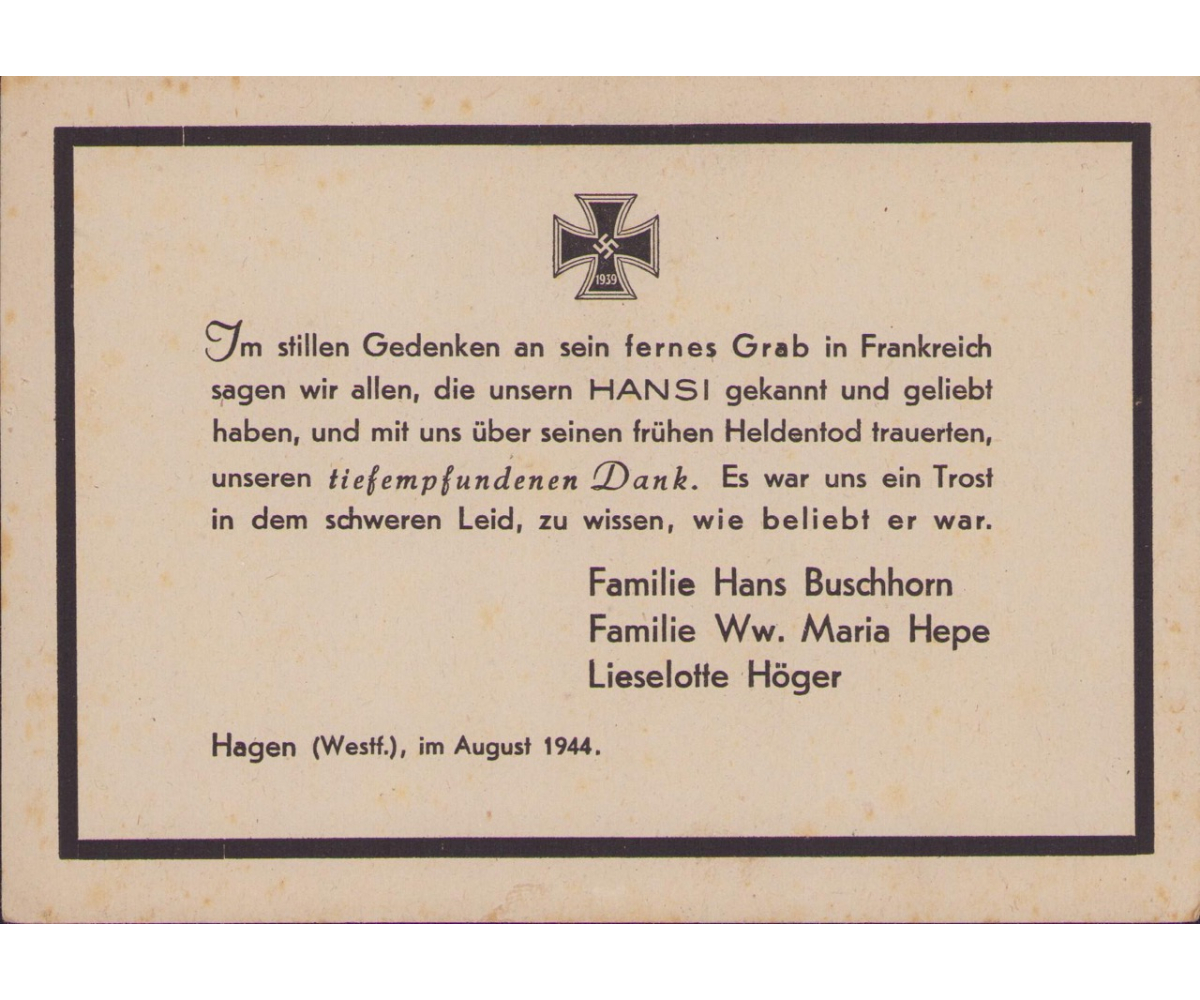 1939
Im stillen Gedenken an sein fernes Grab in Frankreich
sagen wir allen, die unsern HANSI gekannt und geliebt
haben, und mit uns über seinen frühen Heldentod trauerten,
unseren tiefempfundenen Dank. Es war uns ein Trost
in dem schweren Leid, zu wissen, wie beliebt er war.
Familie Hans Buschhorn
Familie Ww. Maria Hepe
Lieselotte Höger
Hagen (Westf.), im August 1944.